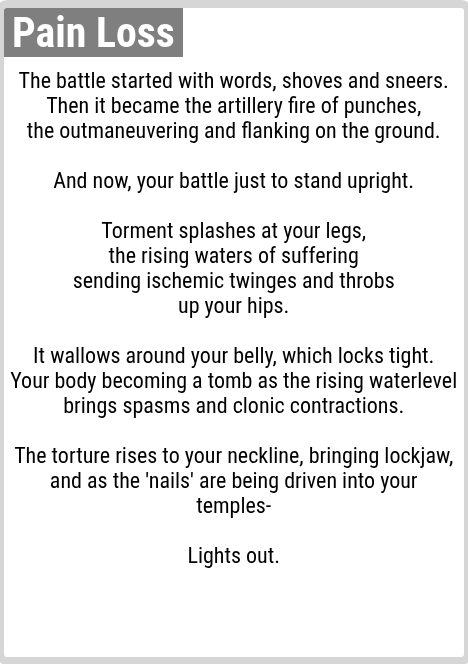 Pain Loss
The battle started with words, shoves and sneers.
Then it became the artillery fire of punches,
the outmaneuvering and flanking on the ground.
And now, your battle just to stand upright.
Torment splashes at your legs,
the rising waters of suffering
sending ischemic twinges and throbs
up your hips.
It wallows around your belly, which locks tight.
Your body becoming a tomb as the rising waterlevel
brings spasms and clonic contractions.
The torture rises to your neckline, bringing lockjaw,
and as the 'nails' are being driven into your
temples-
Lights out.